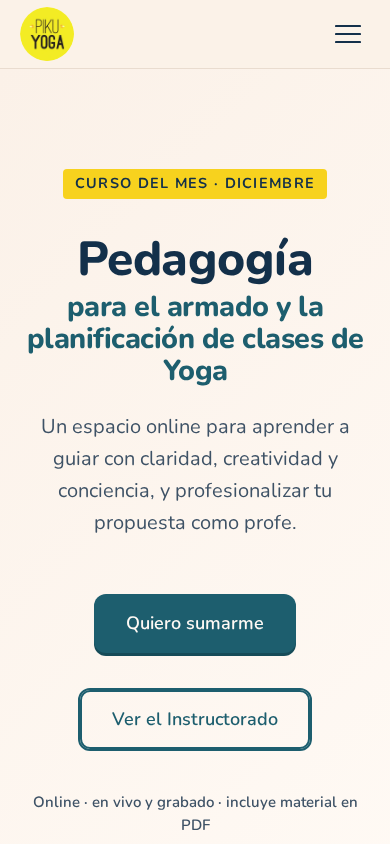 PIKU
YOGA
CURSO DEL MES · DICIEMBRE
Pedagogía
para el armado y la
planificación de clases de
Yoga
Un espacio online para aprender a
guiar con claridad, creatividad y
conciencia, y profesionalizar tu
propuesta como profe.
Quiero sumarme
Ver el Instructorado
Online · en vivo y grabado · incluye material en
PDF